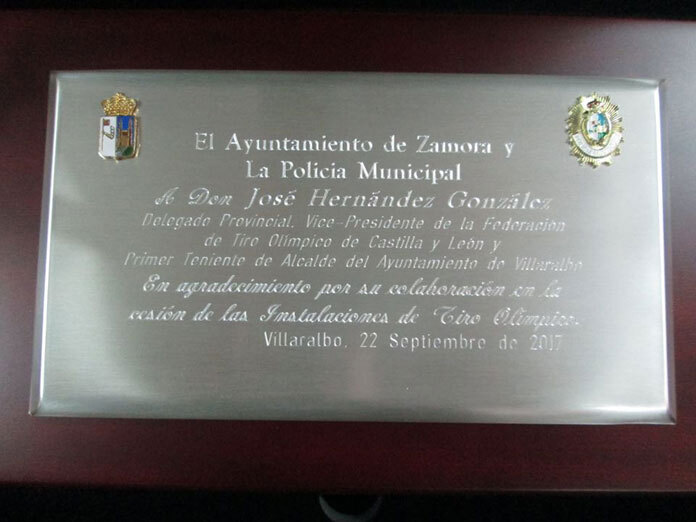 El Ayuntamiento de Zamora y
La Policia Municipal
A Don José Hernández González
Delegado Provincial, Vice-Presidente de la Federación
de Tiro Olímpico de Castilla y León y
Primer Teniente de Alcalde del Ayuntamiento de Villaralbo
En agradecimiento por su colaboración en la
cesión de las Instalaciones de Tiro Olímpico.
Villaralbo, 22 Septiembre de 2017